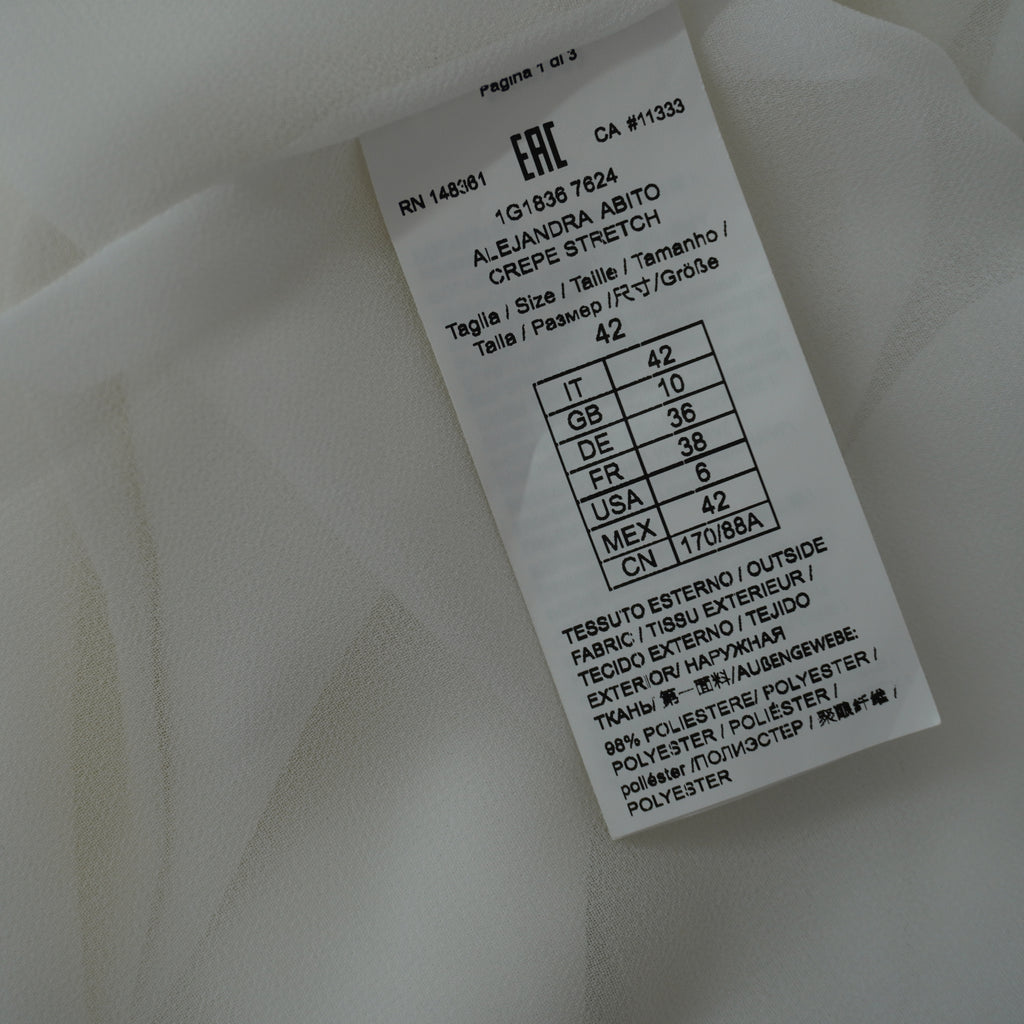 Pagina 1 di 3
RN 148361 EAC CA #11333
1G1836 7624
ALEJANDRA ABITO
CREPE STRETCH
Taglia / Size / Taille / Tamanho /
Talla / Размер /尺寸/Größe
42
IT 42
GB 10
DE 36
FR 38
USA 6
MEX 42
CN 170/88A
TESSUTO ESTERNO / OUTSIDE
FABRIC / TISSU EXTERIEUR /
TECIDO EXTERNO / TEJIDO
EXTERIOR/ НАРУЖНАЯ
ТКАНЬ/ 第一面料/AUßENGEWEBE:
98% POLIESTERE/ POLYESTER /
POLYESTER / POLIÉSTER /
poliéster /ПОЛИЭСТЕР / 聚酸纤维 /
POLYESTER